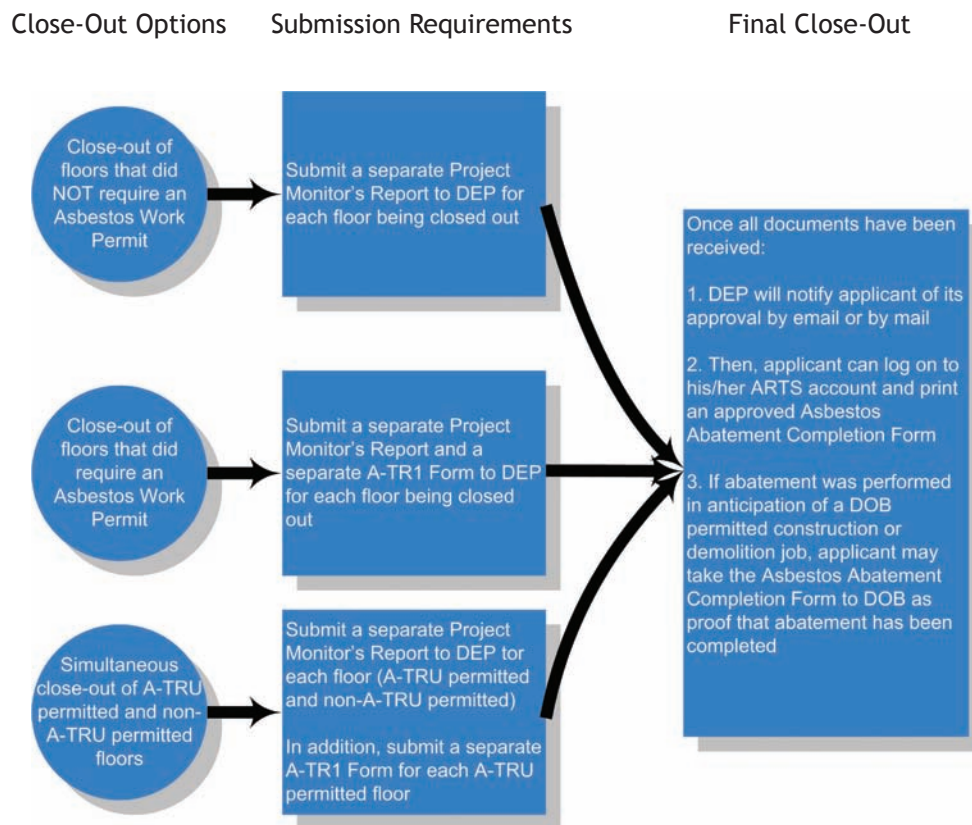 Close-Out Options Submission Requirements Final Close-Out
Close-out of
floors that did
NOT require an
Asbestos Work
Permit
Submit a separate Project
Monitor's Report to DEP for
each floor being closed out
Close-out of
floors that did
require an
Asbestos Work
Permit
Submit a separate Project
Monitor's Report and a
separate A-TR1 Form to DEP
for each floor being closed
out
Simultaneous
close-out of A-TRU
permitted and non-
A-TRU permitted
floors
Submit a separate Project
Monitor's Report to DEP tor
each floor (A-TRU permitted
and non-A-TRU permitted)
In addition, submit a separate
A-TR1 Form for each A-TRU
permitted floor
Once all documents have been
received:
1. DEP will notify applicant of its
approval by email or by mail
2. Then, applicant can log on to
his/her ARTS account and print
an approved Asbestos
Abatement Completion Form
3. If abatement was performed
in anticipation of a DOB
permitted construction or
demolition job, applicant may
take the Asbestos Abatement
Completion Form to DOB as
proof that abatement has been
completed